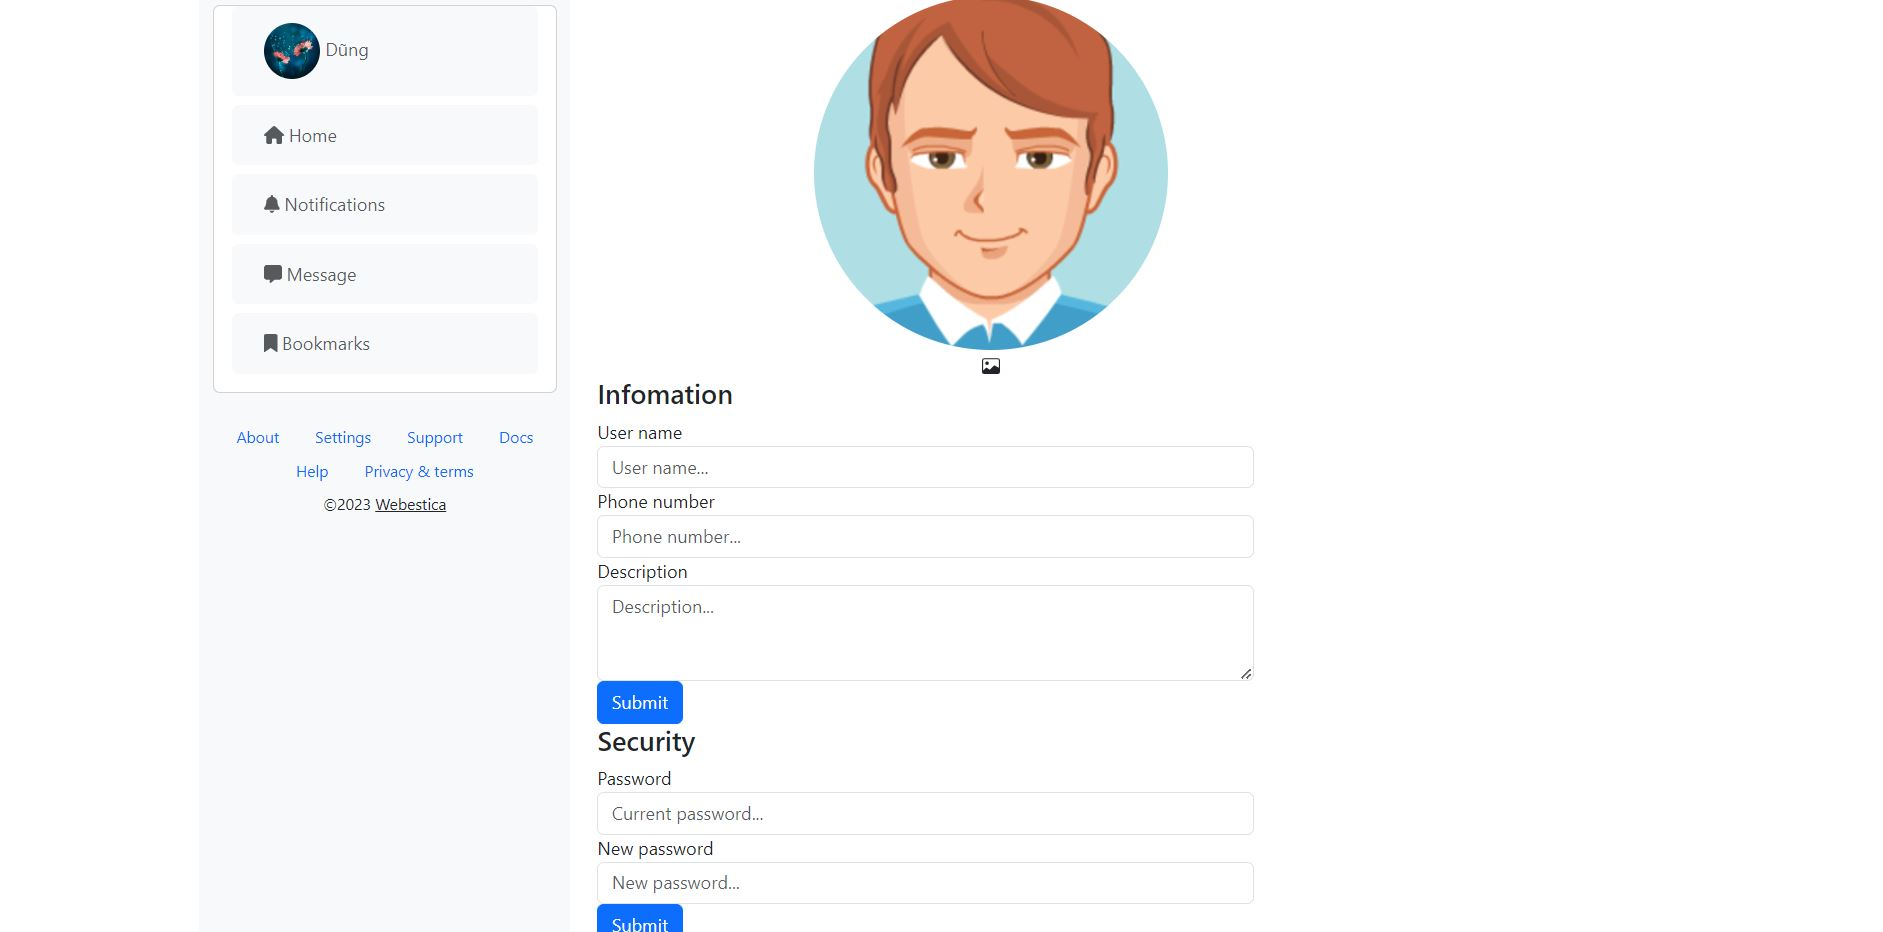 Dũng
Home
Notifications
Message
Bookmarks
About Settings Support Docs
Help Privacy & terms
©2023 Webestica
Infomation
User name
User name...
Phone number
Phone number...
Description
Description...
Submit
Security
Password
Current password...
New password
New password...
Submit